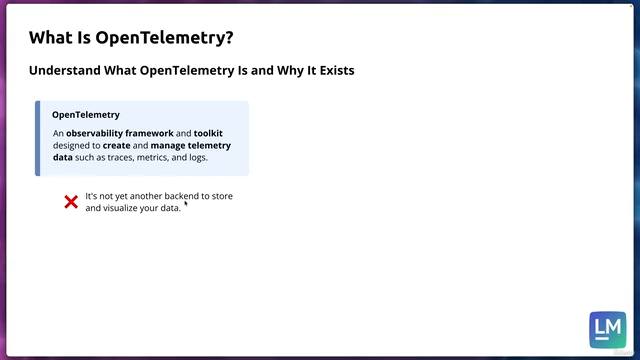 What Is OpenTelemetry?
Understand What OpenTelemetry Is and Why It Exists
OpenTelemetry
An observability framework and toolkit
designed to create and manage telemetry
data such as traces, metrics, and logs.
It's not yet another backend to store
and visualize your data.
LM